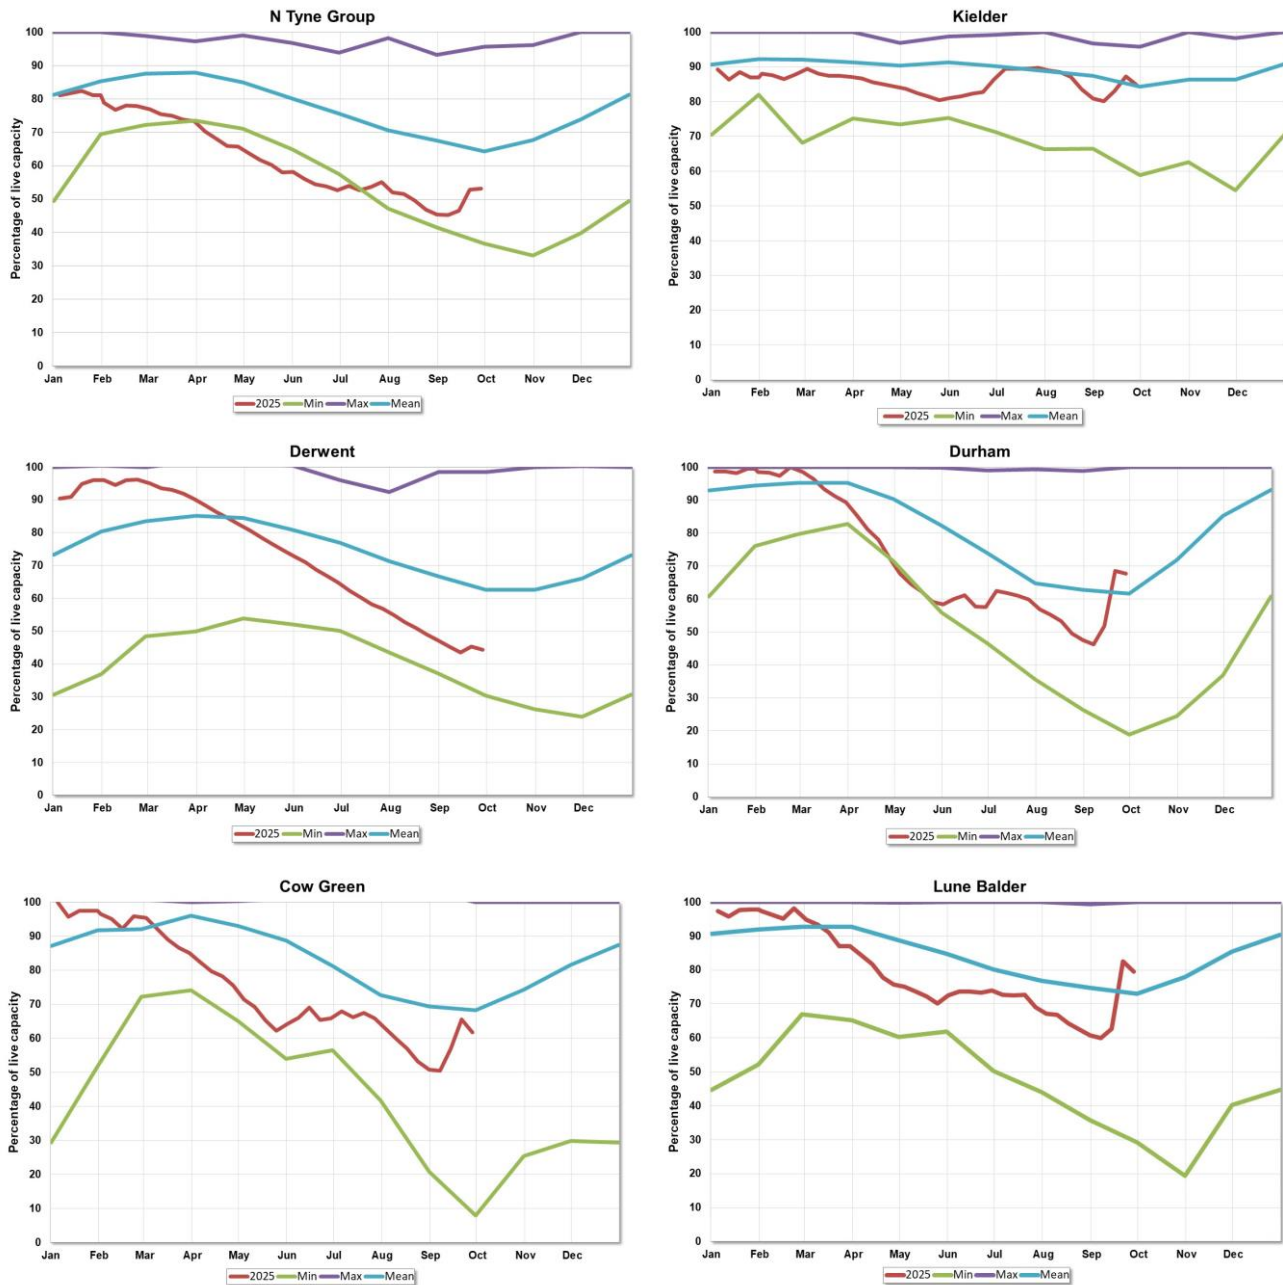 N Tyne Group
Percentage of live capacity
100
90
80
70
60
50
40
30
20
10
0
Jan Feb Mar Apr May Jun Jul Aug Sep Oct Nov Dec
2025 Min Max Mean
Kielder
Percentage of live capacity
100
90
80
70
60
50
40
30
20
10
0
Jan Feb Mar Apr May Jun Jul Aug Sep Oct Nov Dec
2025 Min Max Mean
Derwent
Percentage of live capacity
100
90
80
70
60
50
40
30
20
10
0
Jan Feb Mar Apr May Jun Jul Aug Sep Oct Nov Dec
2025 Min Max Mean
Durham
Percentage of live capacity
100
90
80
70
60
50
40
30
20
10
0
Jan Feb Mar Apr May Jun Jul Aug Sep Oct Nov Dec
2025 Min Max Mean
Cow Green
Percentage of live capacity
100
90
80
70
60
50
40
30
20
10
0
Jan Feb Mar Apr May Jun Jul Aug Sep Oct Nov Dec
2025 Min Max Mean
Lune Balder
Percentage of live capacity
100
90
80
70
60
50
40
30
20
10
0
Jan Feb Mar Apr May Jun Jul Aug Sep Oct Nov Dec
2025 Min Max Mean